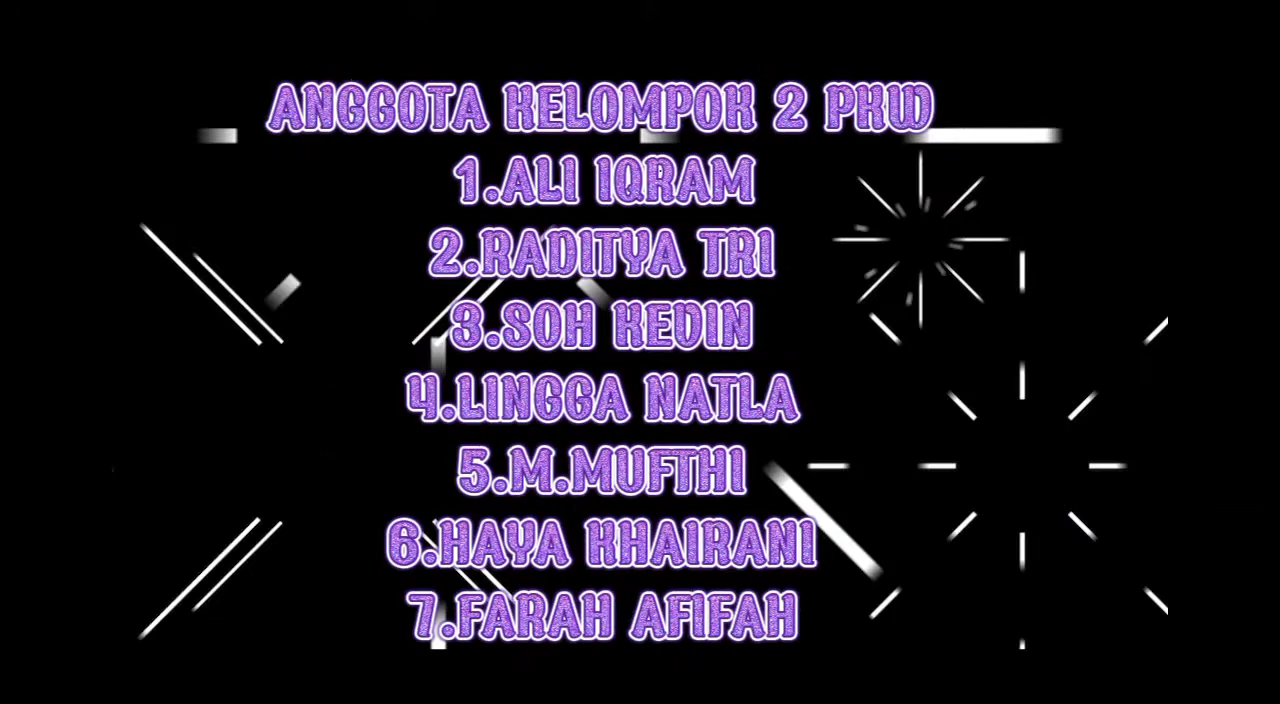 ANGGOTA KELOMPOK 2 PKW
1.ALI IQRAM
2.RADITYA TRI
3.SOH KEVIN
4.LINGGA NATLA
5.M.MUFTHI
6.HAYA KHAIRANI
7.FARAH AFIFAH